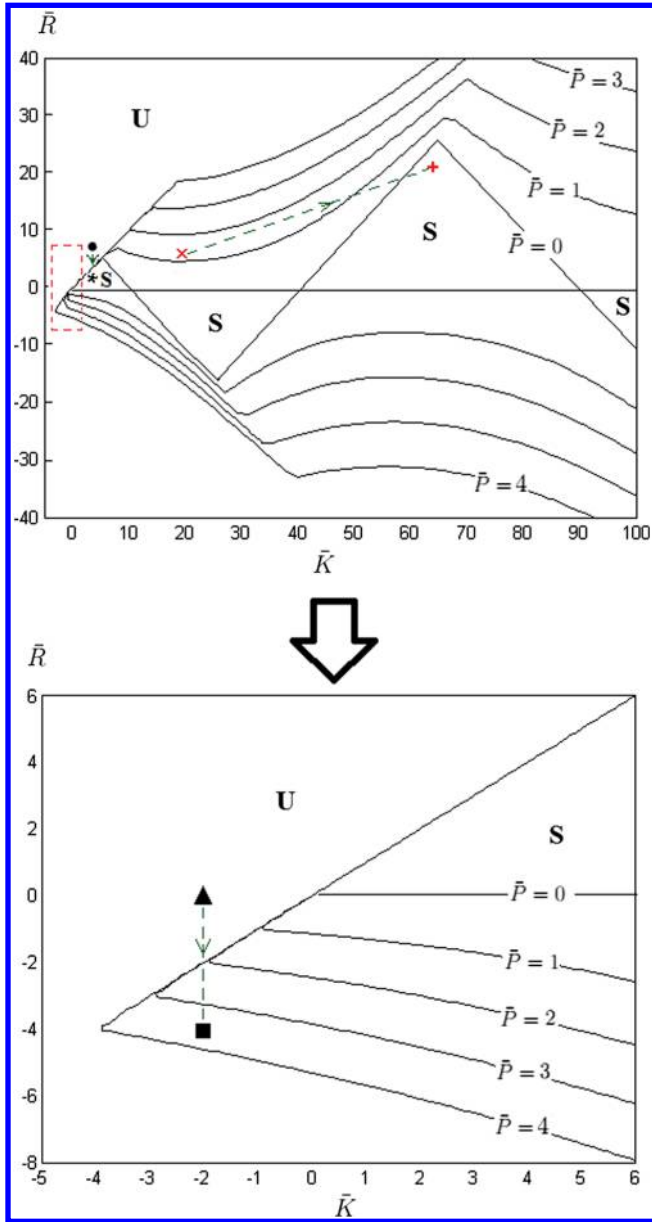 R̄
40
30
20
10
0
-10
-20
-30
-40
U
S
S
S
S
P̄ = 3
P̄ = 2
P̄ = 1
P̄ = 0
P̄ = 4
0 10 20 30 40 50 60 70 80 90 100
K̄
R̄
6
4
2
0
-2
-4
-6
-8
U
S
P̄ = 0
P̄ = 1
P̄ = 2
P̄ = 3
P̄ = 4
-5 -4 -3 -2 -1 0 1 2 3 4 5 6
K̄